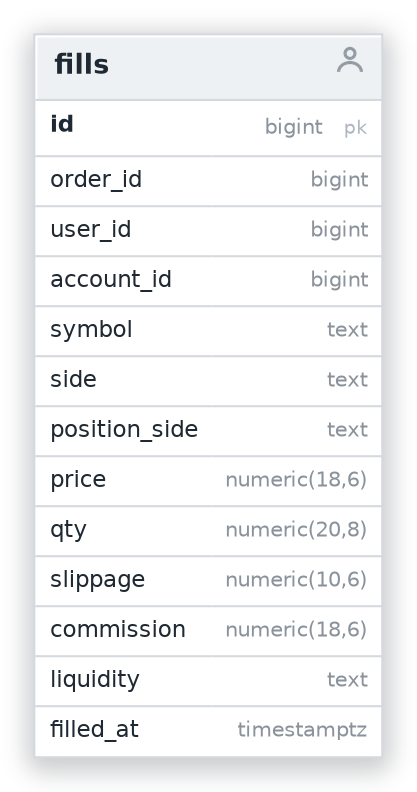 fills
id bigint pk
order_id bigint
user_id bigint
account_id bigint
symbol text
side text
position_side text
price numeric(18,6)
qty numeric(20,8)
slippage numeric(10,6)
commission numeric(18,6)
liquidity text
filled_at timestamptz